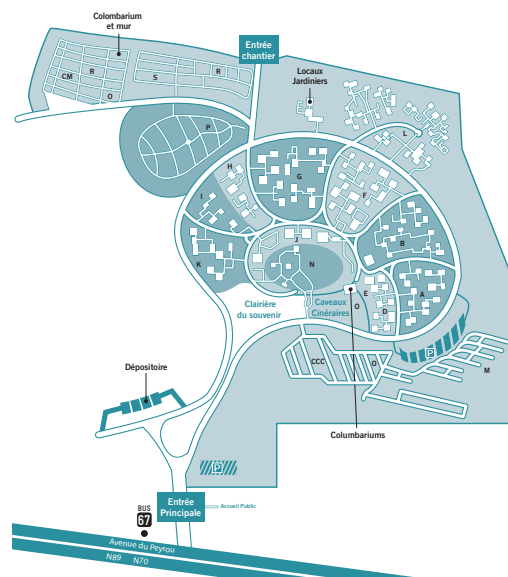 Colombarium
et mur
Entrée
chantier
CM
R
S
R
O
Locaux
Jardiniers
P
L
H
G
F
I
J
B
K
N
E
A
O
D
Clairière
du souvenir
Caveaux
Cinéraires
P
CCC
O
M
Dépositoire
Columbariums
P
Entrée
Principale
Accueil Public
BUS
67
Avenue du Peyrou
N89 N70